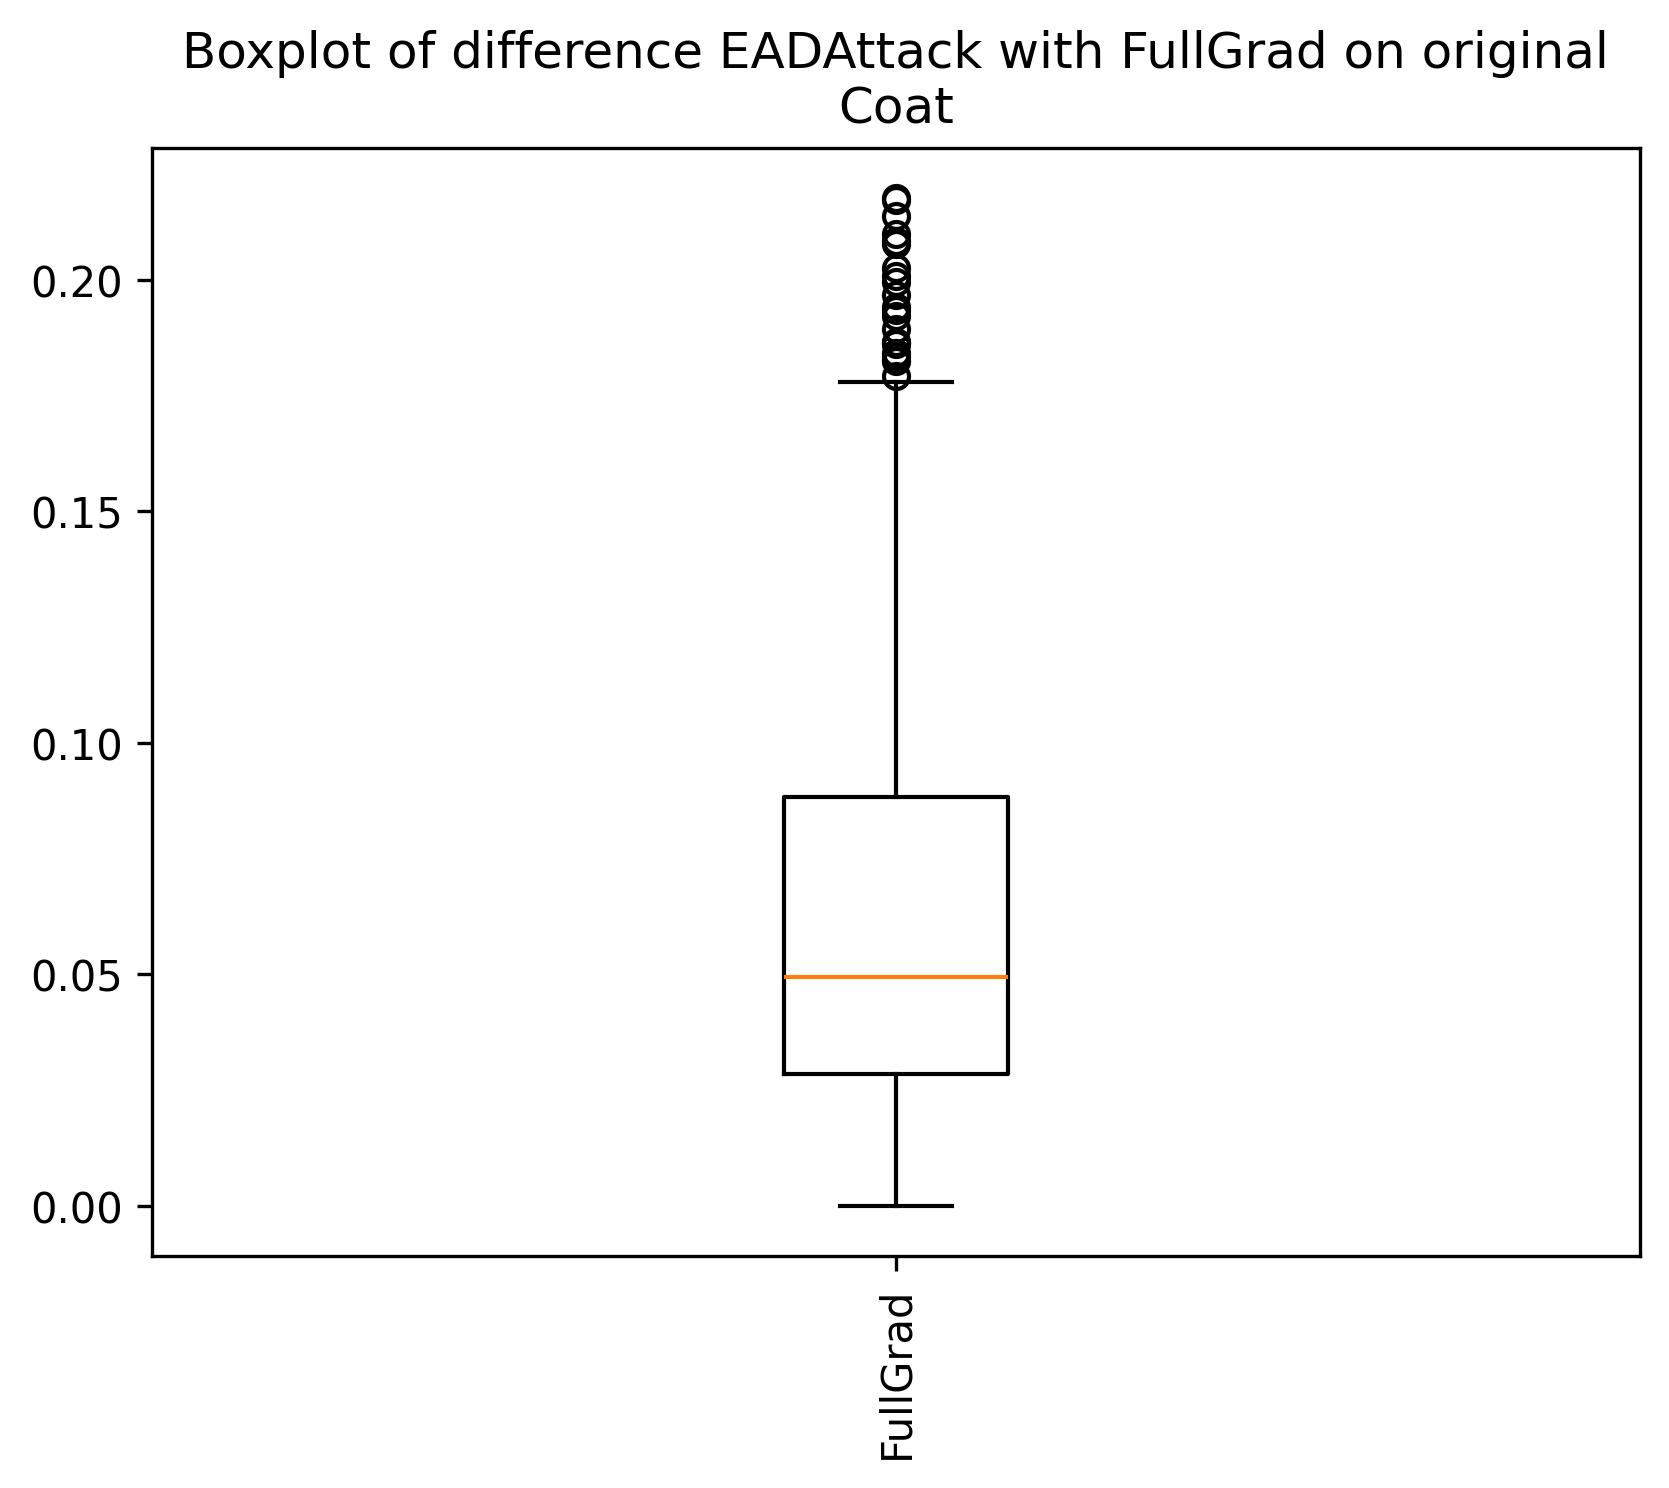 Boxplot of difference EADAttack with FullGrad on original
Coat
0.20
0.15
0.10
0.05
0.00
FullGrad